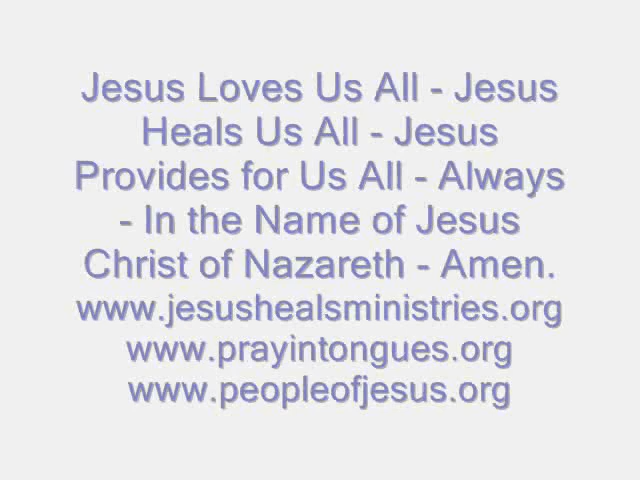 Jesus Loves Us All - Jesus
Heals Us All - Jesus
Provides for Us All - Always
- In the Name of Jesus
Christ of Nazareth - Amen.
www.jesushealsministries.org
www.prayintongues.org
www.peopleofjesus.org